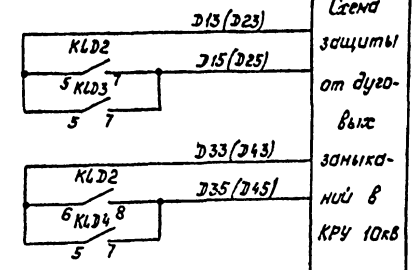 D13(D23)
KLD2
D15(D25)
5 7
KLD3
5 7
D33(D43)
KLD2
D35(D45)
6 8
KLD4
5 7
Схема
защиты
от дуго-
вых
замыка-
ний в
КРУ 10кв